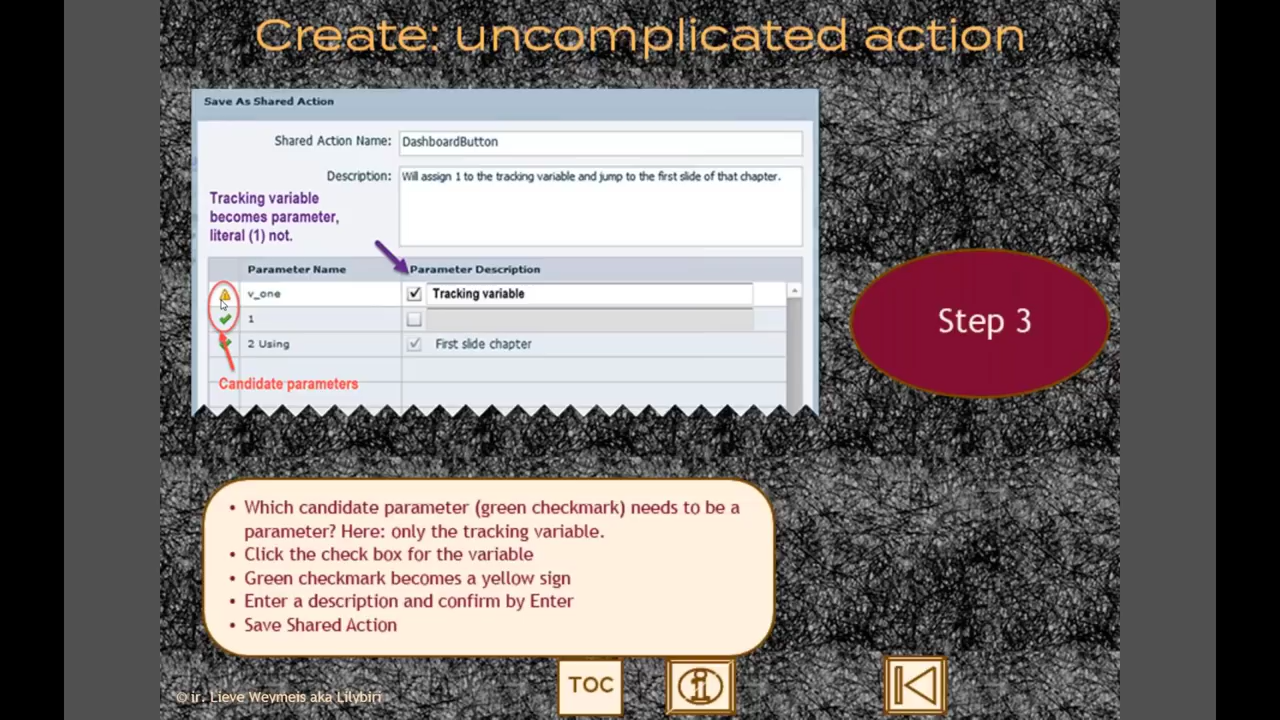 Create: uncomplicated action
Save As Shared Action
Shared Action Name: DashboardButton
Description: Will assign 1 to the tracking variable and jump to the first slide of that chapter.
Tracking variable
becomes parameter,
literal (1) not.
Parameter Name Parameter Description
v_one Tracking variable
1
2 Using First slide chapter
Candidate parameters
Step 3
• Which candidate parameter (green checkmark) needs to be a
parameter? Here: only the tracking variable.
• Click the check box for the variable
• Green checkmark becomes a yellow sign
• Enter a description and confirm by Enter
• Save Shared Action
TOC
© ir. Lieve Weymeis aka Lilybiri